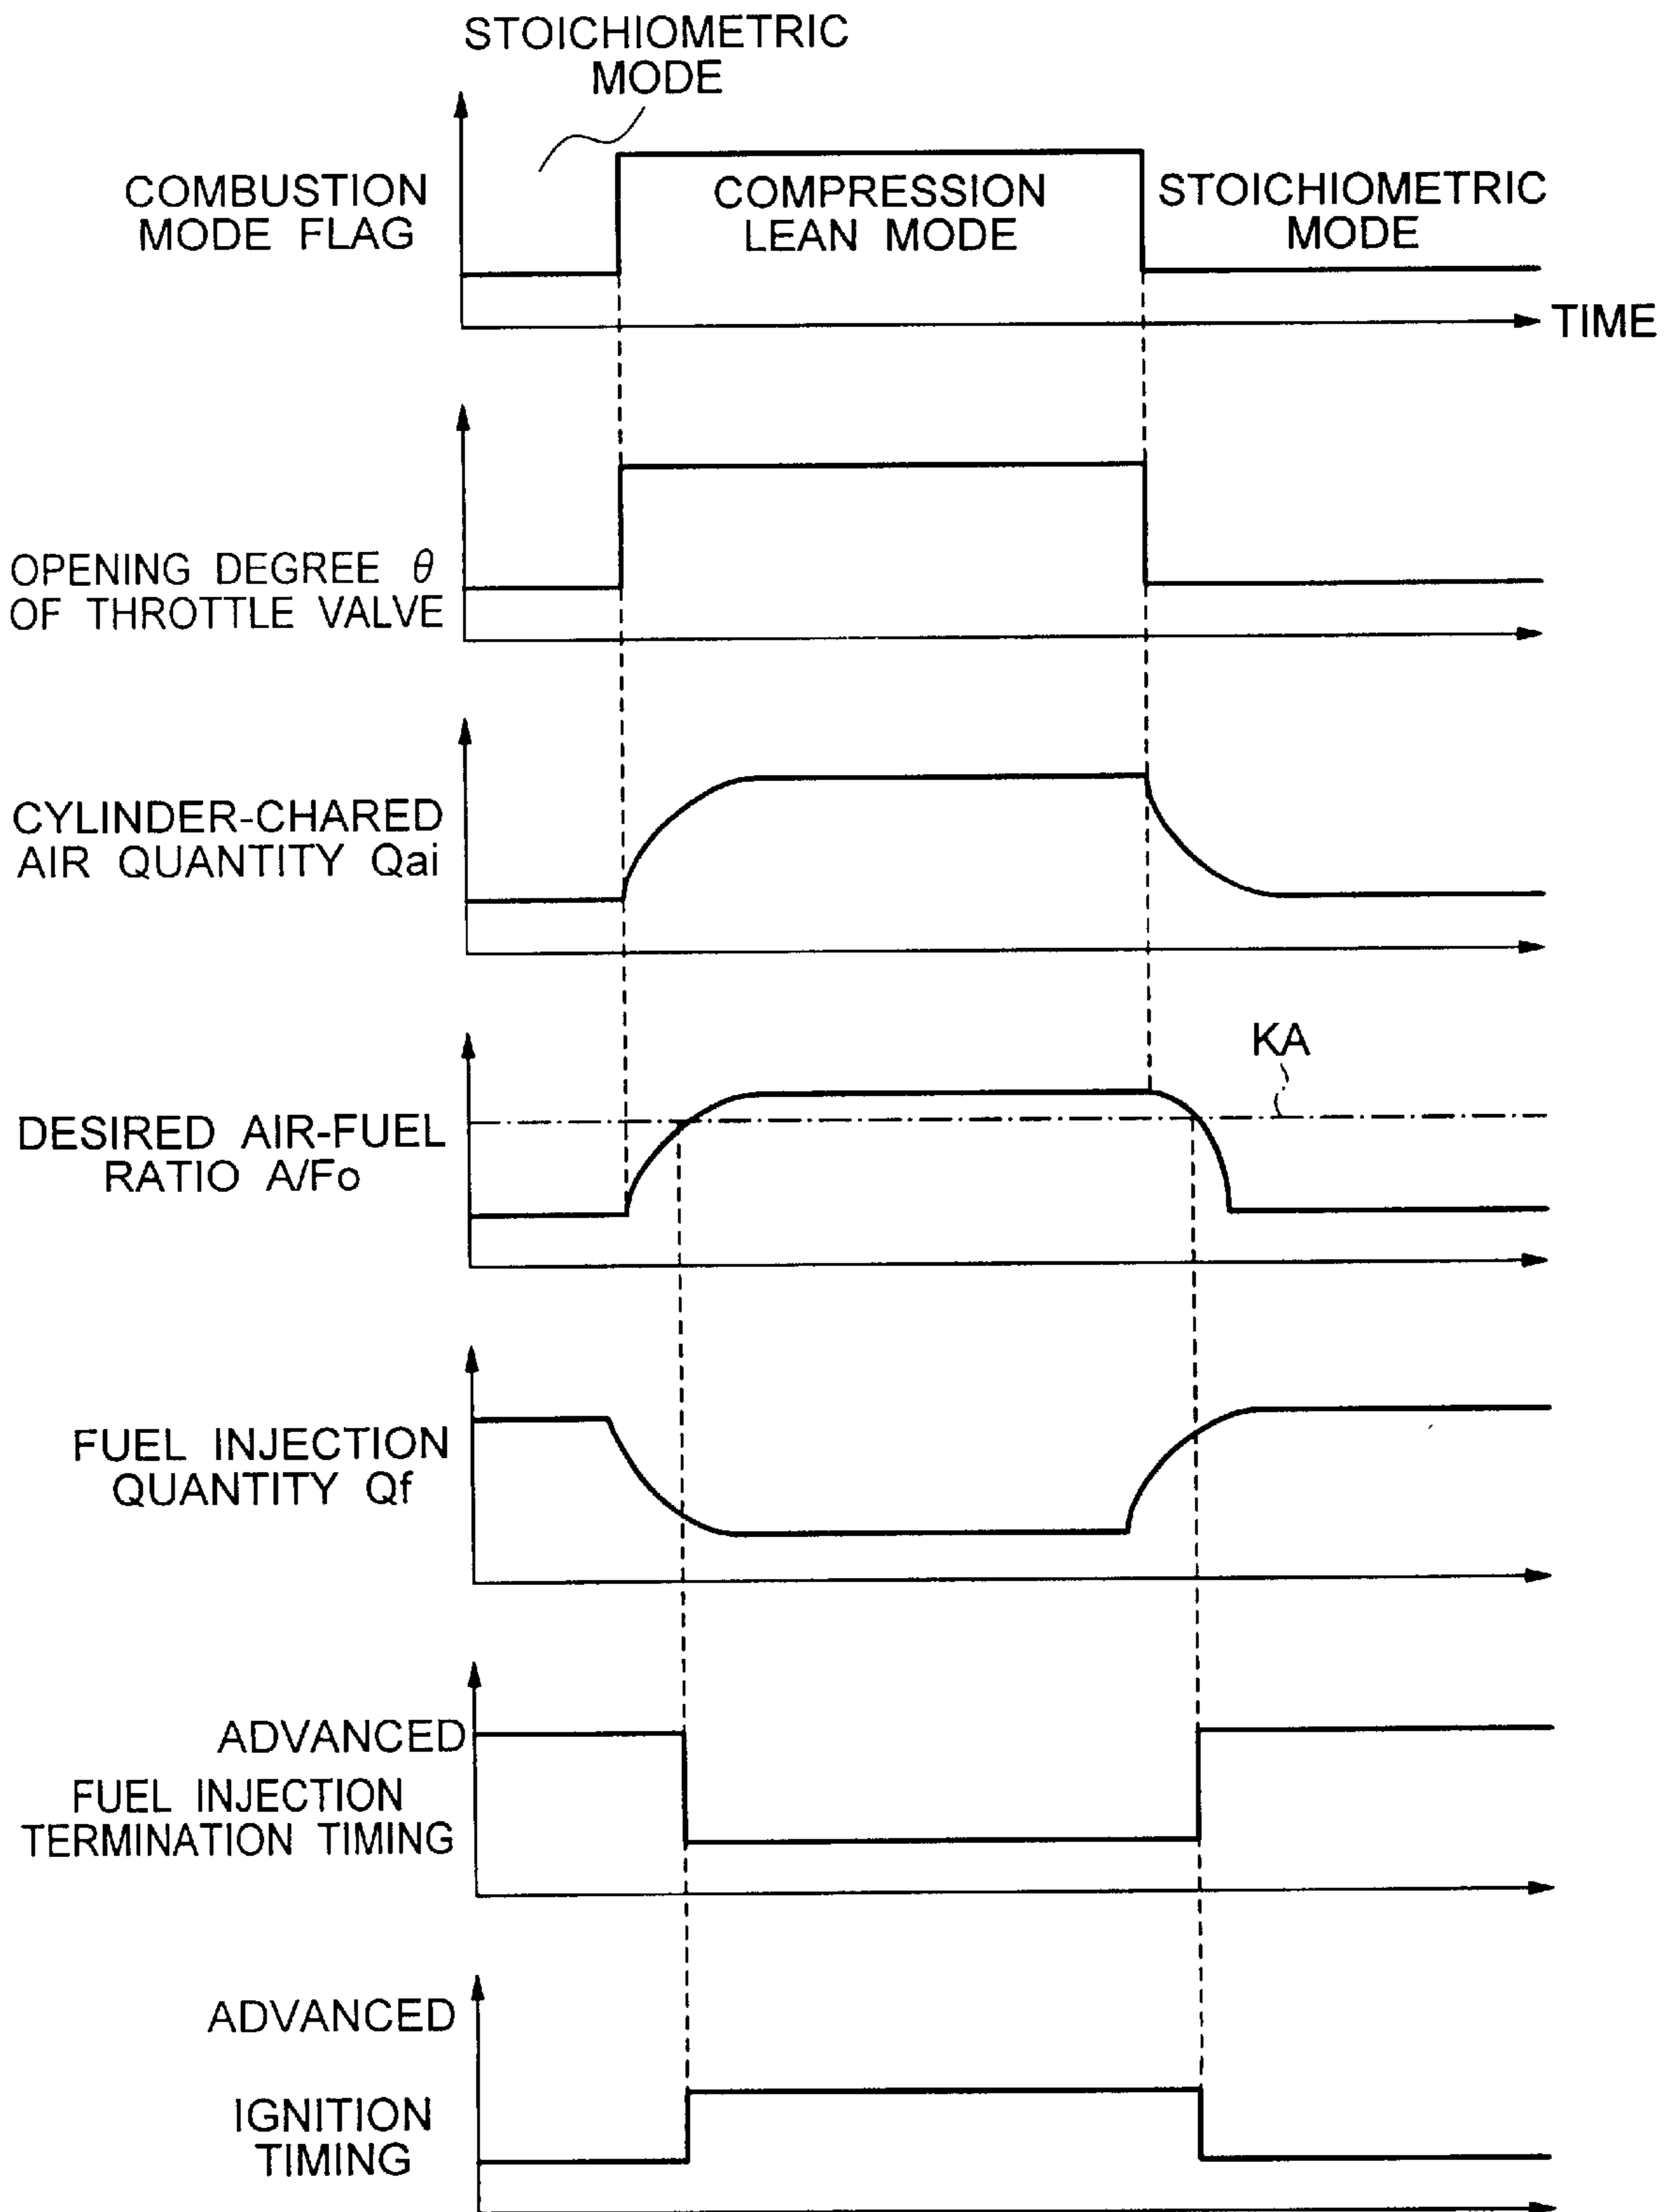 STOICHIOMETRIC
MODE
COMBUSTION
MODE FLAG
COMPRESSION
LEAN MODE
STOICHIOMETRIC
MODE
TIME
OPENING DEGREE θ
OF THROTTLE VALVE
CYLINDER-CHARED
AIR QUANTITY Qai
KA
DESIRED AIR-FUEL
RATIO A/Fo
FUEL INJECTION
QUANTITY Qf
ADVANCED
FUEL INJECTION
TERMINATION TIMING
ADVANCED
IGNITION
TIMING